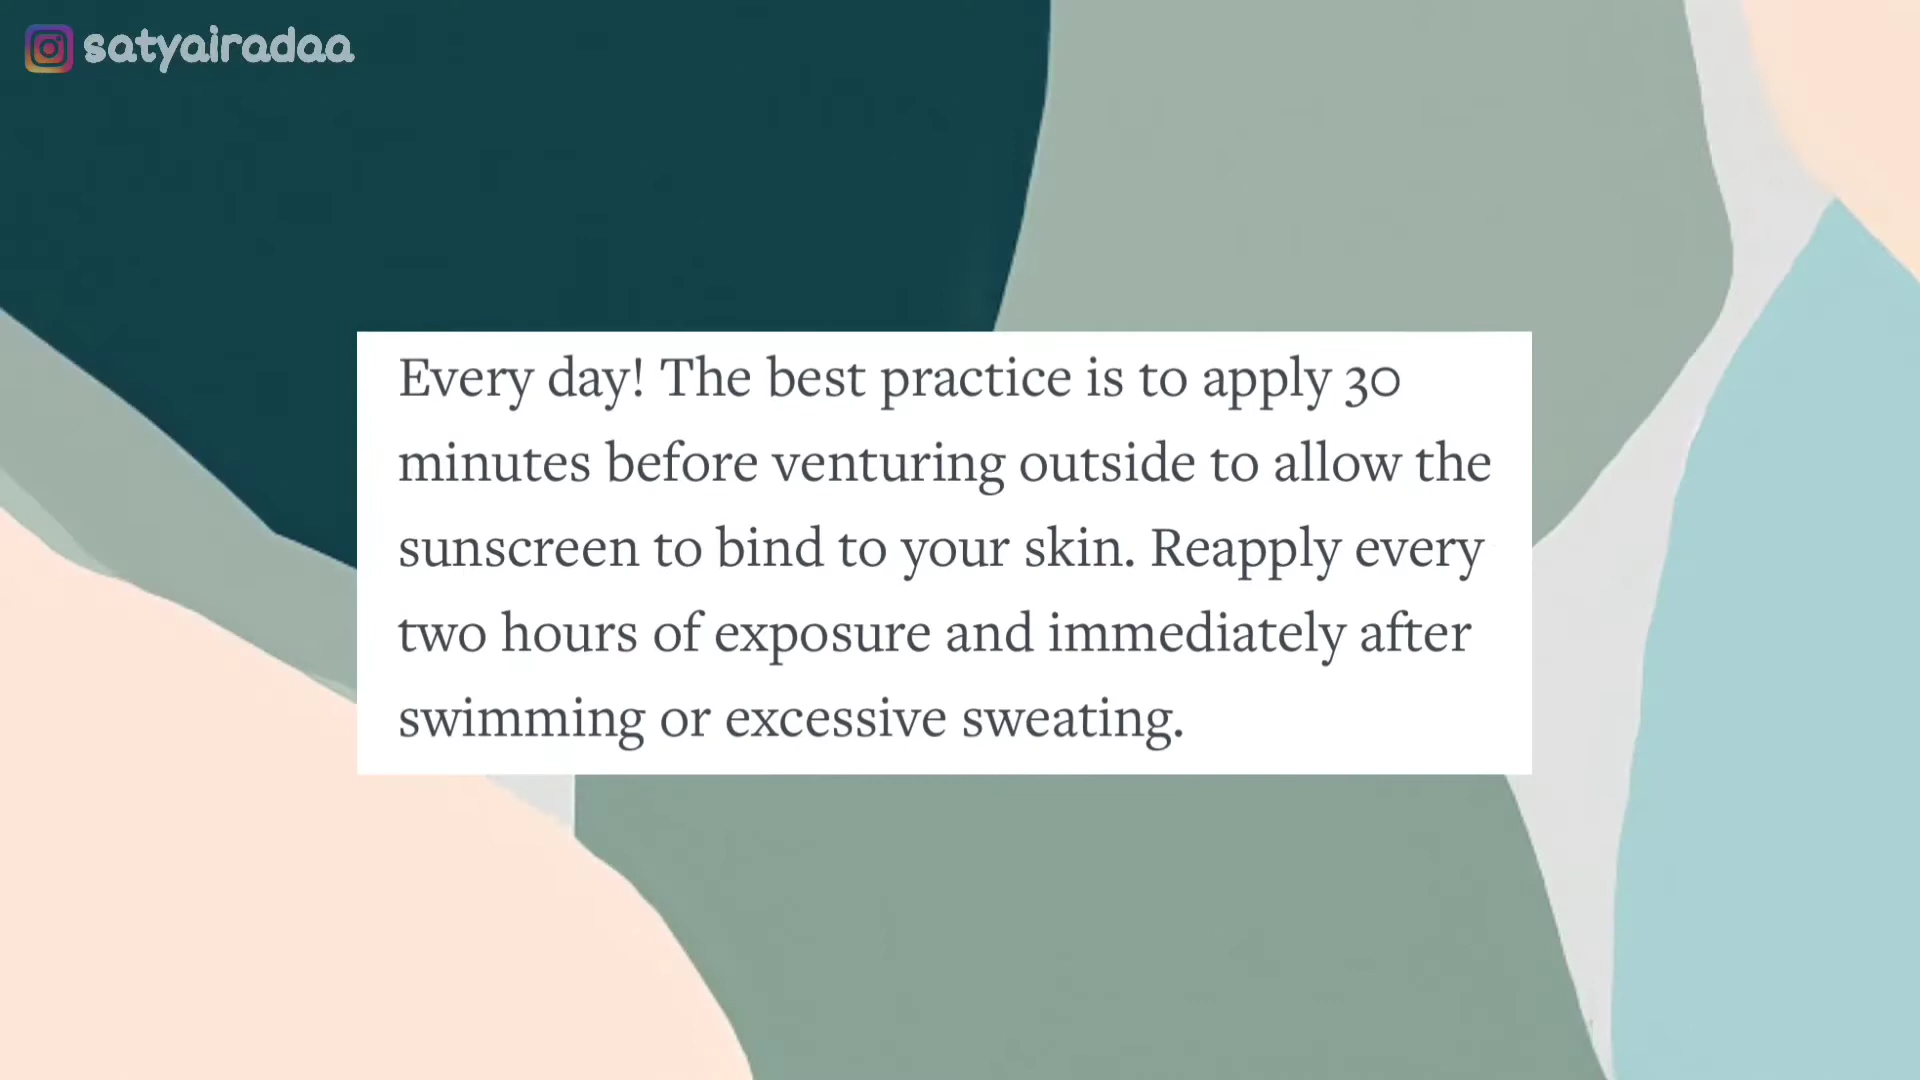 satyairadaa
Every day! The best practice is to apply 30
minutes before venturing outside to allow the
sunscreen to bind to your skin. Reapply every
two hours of exposure and immediately after
swimming or excessive sweating.